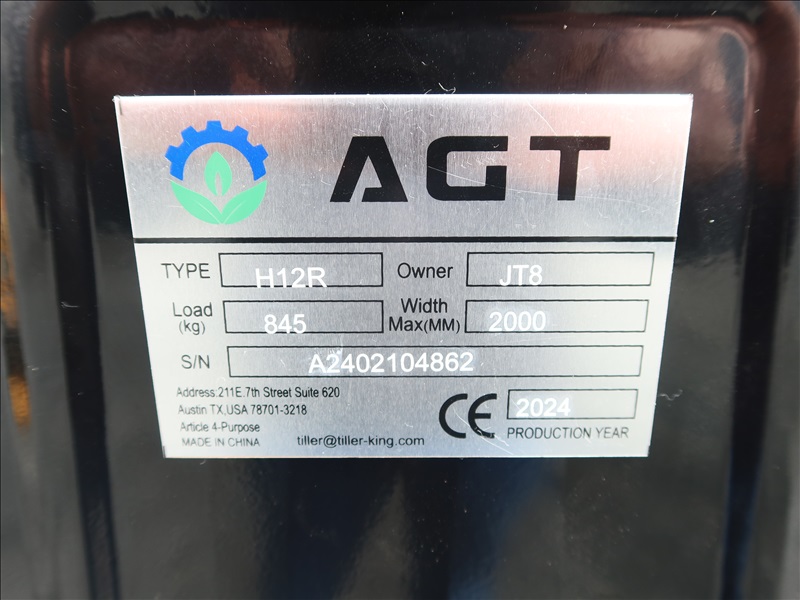 AGT
TYPE H12R Owner JT8
Load (kg) 845 Width Max(MM) 2000
S/N A2402104862
Address:211E.7th Street Suite 620
Austin TX,USA 78701-3218
Article 4-Purpose
MADE IN CHINA tiller@tiller-king.com
CE 2024
PRODUCTION YEAR